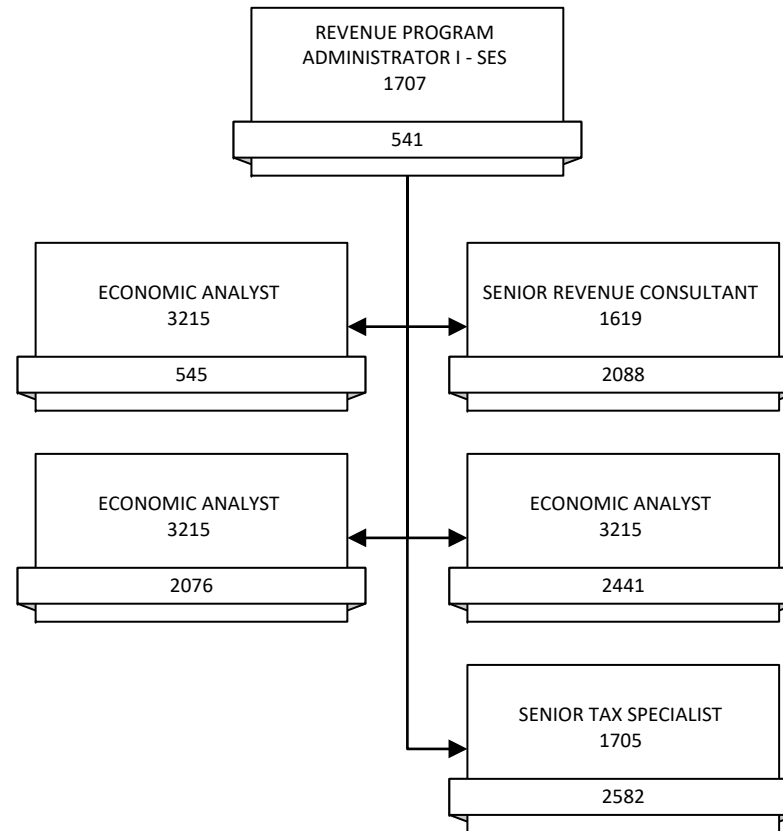 REVENUE PROGRAM
ADMINISTRATOR I - SES
1707
541
ECONOMIC ANALYST
3215
545
SENIOR REVENUE CONSULTANT
1619
2088
ECONOMIC ANALYST
3215
2076
ECONOMIC ANALYST
3215
2441
SENIOR TAX SPECIALIST
1705
2582